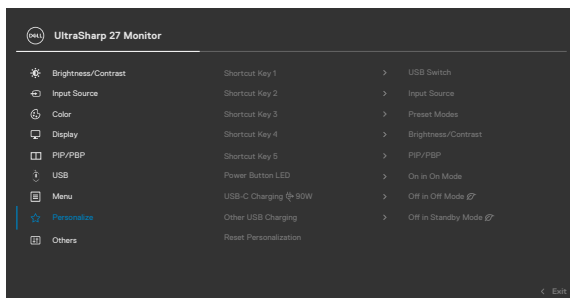 DELL UltraSharp 27 Monitor
Brightness/Contrast Shortcut Key 1 > USB Switch
Input Source Shortcut Key 2 > Input Source
Color Shortcut Key 3 > Preset Modes
Display Shortcut Key 4 > Brightness/Contrast
PIP/PBP Shortcut Key 5 > PIP/PBP
USB Power Button LED > On in On Mode
Menu USB-C Charging 90W > Off in Off Mode
Personalize Other USB Charging > Off in Standby Mode
Others Reset Personalization
< Exit